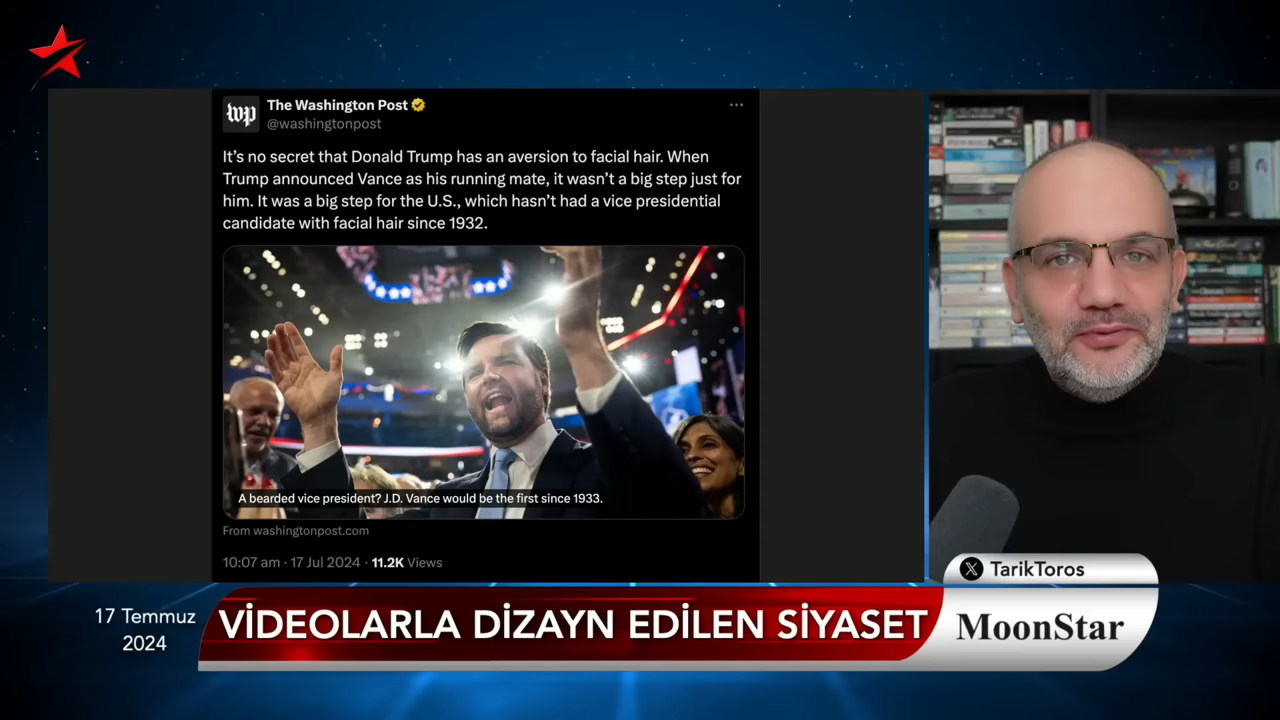 The Washington Post
@washingtonpost
It's no secret that Donald Trump has an aversion to facial hair. When
Trump announced Vance as his running mate, it wasn't a big step just for
him. It was a big step for the U.S., which hasn't had a vice presidential
candidate with facial hair since 1932.
A bearded vice president? J.D. Vance would be the first since 1933.
From washingtonpost.com
10:07 am · 17 Jul 2024 · 11.2K Views
TarikToros
17 Temmuz
2024
VİDEOLARLA DİZAYN EDİLEN SİYASET
MoonStar